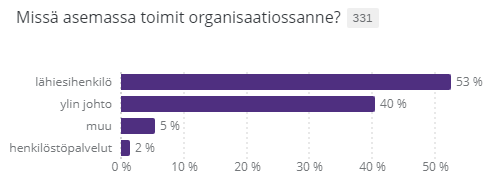 Missä asemassa toimit organisaatiossanne? 331
lähiesihenkilö 53 %
ylin johto 40 %
muu 5 %
henkilöstöpalvelut 2 %
0 % 10 % 20 % 30 % 40 % 50 %